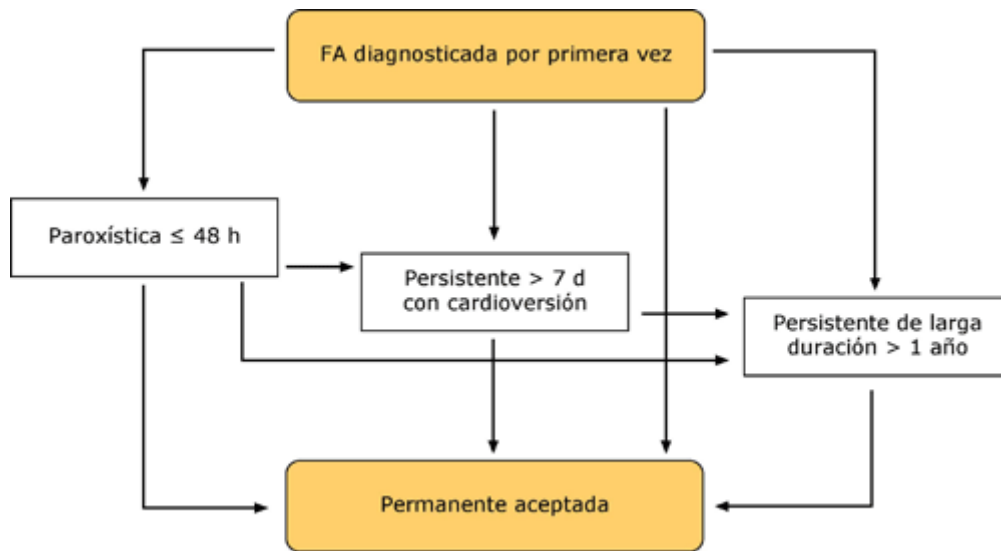 FA diagnosticada por primera vez
Paroxística ≤ 48 h
Persistente > 7 d
con cardioversión
Persistente de larga
duración > 1 año
Permanente aceptada